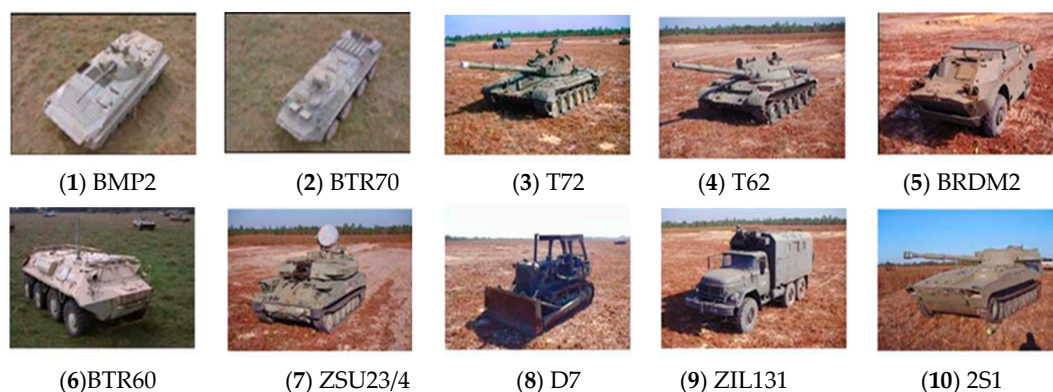 (1) BMP2 (2) BTR70 (3) T72 (4) T62 (5) BRDM2
(6)BTR60 (7) ZSU23/4 (8) D7 (9) ZIL131 (10) 2S1